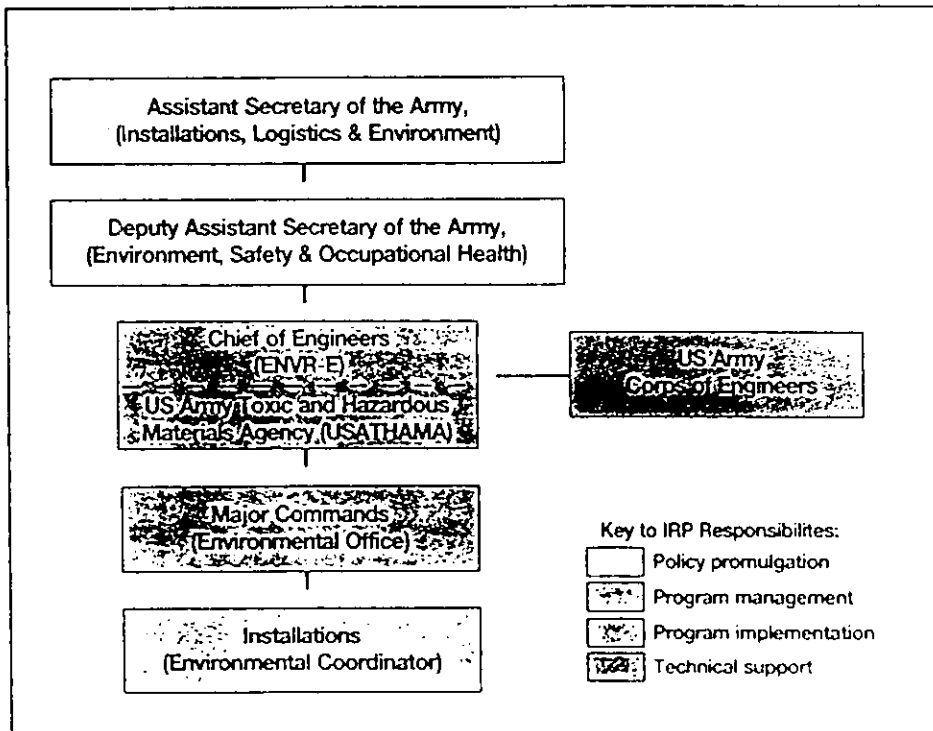 Assistant Secretary of the Army,
(Installations, Logistics & Environment)
Deputy Assistant Secretary of the Army,
(Environment, Safety & Occupational Health)
Chief of Engineers
(ENVR-E)
US Army Toxic and Hazardous
Materials Agency (USATHAMA)
US Army
Corps of Engineers
Major Commands
(Environmental Office)
Installations
(Environmental Coordinator)
Key to IRP Responsibilites:
Policy promulgation
Program management
Program implementation
Technical support